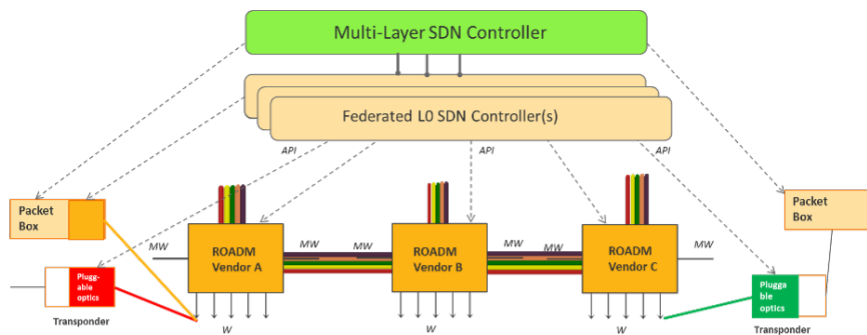 Multi-Layer SDN Controller
Federated L0 SDN Controller(s)
API
API
API
Packet
Box
Packet
Box
MW
ROADM
Vendor A
MW
MW
ROADM
Vendor B
MW
MW
ROADM
Vendor C
MW
Plugg-
able
optics
Transponder
W
W
W
Plugga
ble
optics
Transponder